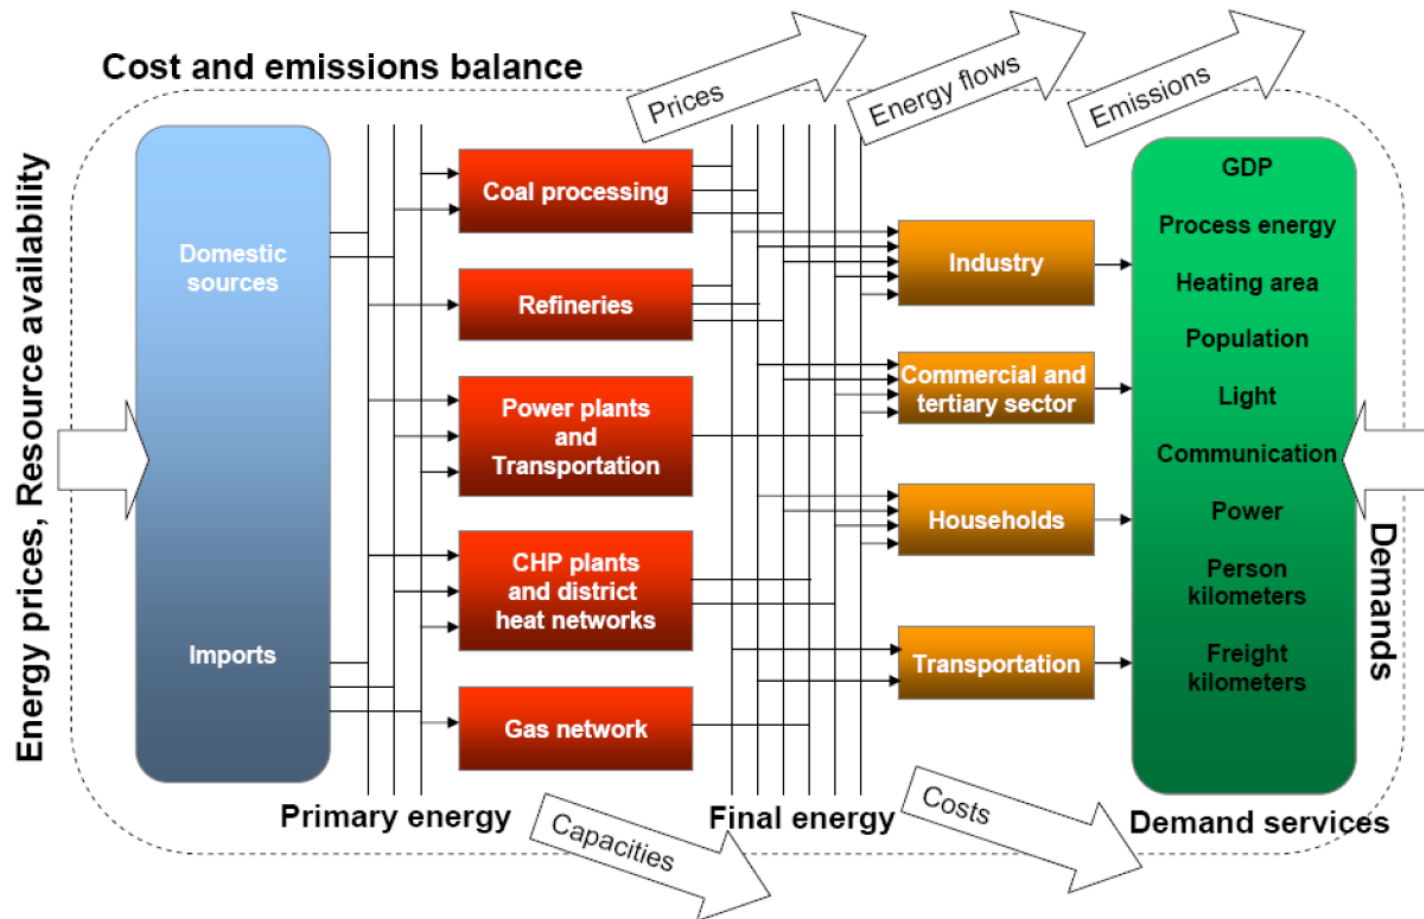 Cost and emissions balance
Prices
Energy flows
Emissions
Energy prices, Resource availability
Domestic
sources
Imports
Primary energy
Coal processing
Refineries
Power plants
and
Transportation
CHP plants
and district
heat networks
Gas network
Capacities
Final energy
Industry
Commercial and
tertiary sector
Households
Transportation
Costs
GDP
Process energy
Heating area
Population
Light
Communication
Power
Person
kilometers
Freight
kilometers
Demand services
Demands